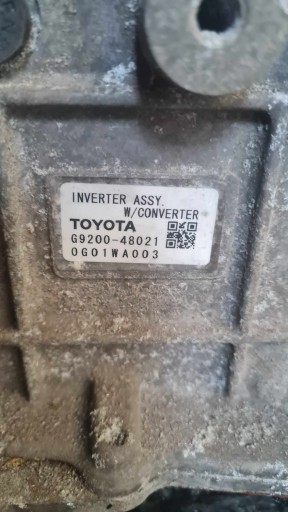 INVERTER ASSY.
W/CONVERTER
TOYOTA
G9200-48021
0G01WA003